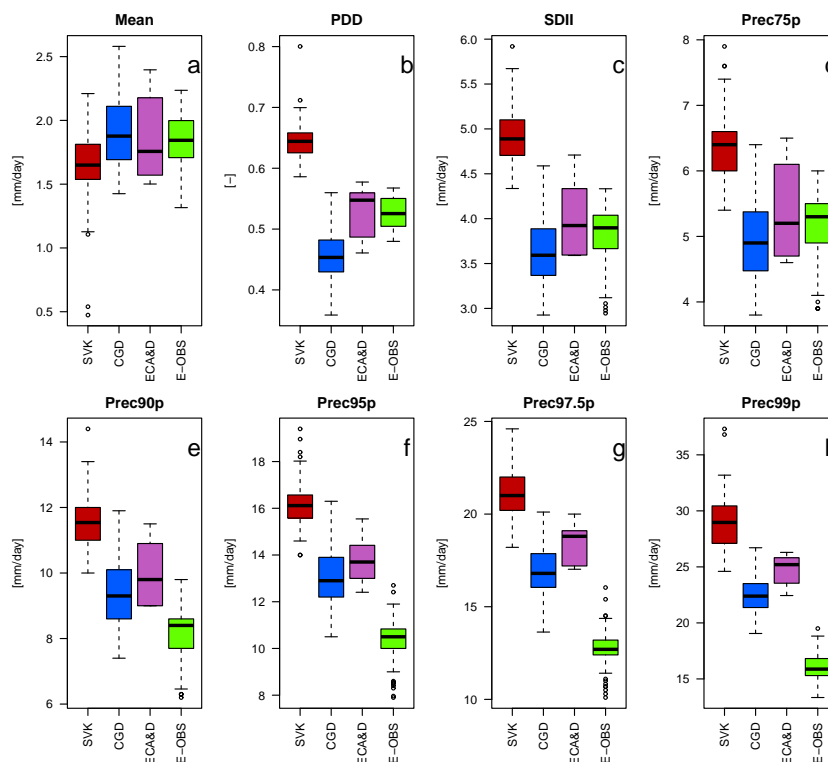 Mean
PDD
SDII
Prec75p
a
b
c
[mm/day]
[−]
[mm/day]
[mm/day]
2.5
2.0
1.5
1.0
0.5
0.8
0.7
0.6
0.5
0.4
6.0
5.5
5.0
4.5
4.0
3.5
3.0
8
7
6
5
4
SVK
CGD
ECA&D
E−OBS
SVK
CGD
ECA&D
E−OBS
SVK
CGD
ECA&D
E−OBS
SVK
CGD
ECA&D
E−OBS
Prec90p
Prec95p
Prec97.5p
Prec99p
e
f
g
[mm/day]
[mm/day]
[mm/day]
[mm/day]
14
12
10
8
6
18
16
14
12
10
8
25
20
15
10
35
30
25
20
15
SVK
CGD
ECA&D
E−OBS
SVK
CGD
ECA&D
E−OBS
SVK
CGD
ECA&D
E−OBS
SVK
CGD
ECA&D
E−OBS